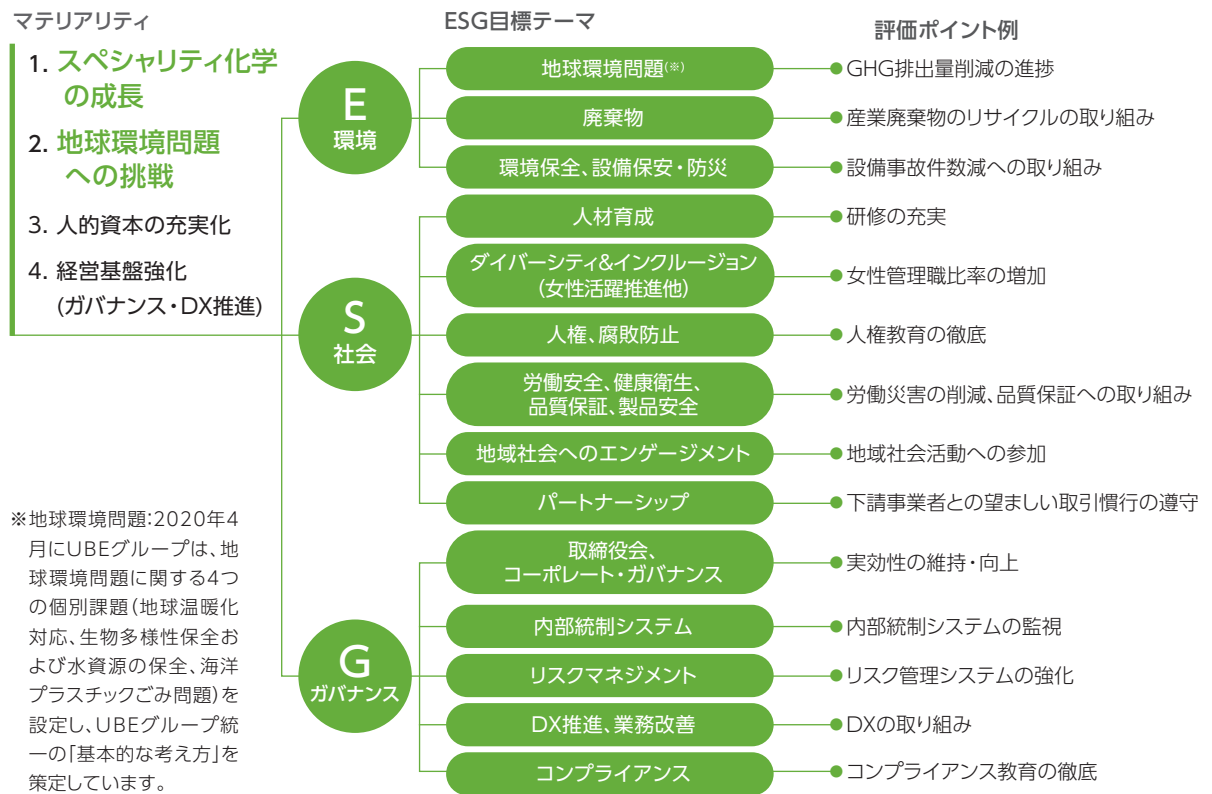 マテリアリティ
1. スペシャリティ化学
の成長
2. 地球環境問題
への挑戦
3. 人的資本の充実化
4. 経営基盤強化
(ガバナンス・DX推進)
※地球環境問題:2020年4
月にUBEグループは、地
球環境問題に関する4つ
の個別課題(地球温暖化
対応、生物多様性保全お
よび水資源の保全、海洋
プラスチックごみ問題)を
設定し、UBEグループ統
一の「基本的な考え方」を
策定しています。
ESG目標テーマ
評価ポイント例
E
環境
地球環境問題(※)
GHG排出量削減の進捗
廃棄物
産業廃棄物のリサイクルの取り組み
環境保全、設備保安・防災
設備事故件数減への取り組み
S
社会
人材育成
研修の充実
ダイバーシティ&インクルージョン
(女性活躍推進他)
女性管理職比率の増加
人権、腐敗防止
人権教育の徹底
労働安全、健康衛生、
品質保証、製品安全
労働災害の削減、品質保証への取り組み
地域社会へのエンゲージメント
地域社会活動への参加
パートナーシップ
下請事業者との望ましい取引慣行の遵守
G
ガバナンス
取締役会、
コーポレート・ガバナンス
実効性の維持・向上
内部統制システム
内部統制システムの監視
リスクマネジメント
リスク管理システムの強化
DX推進、業務改善
DXの取り組み
コンプライアンス
コンプライアンス教育の徹底